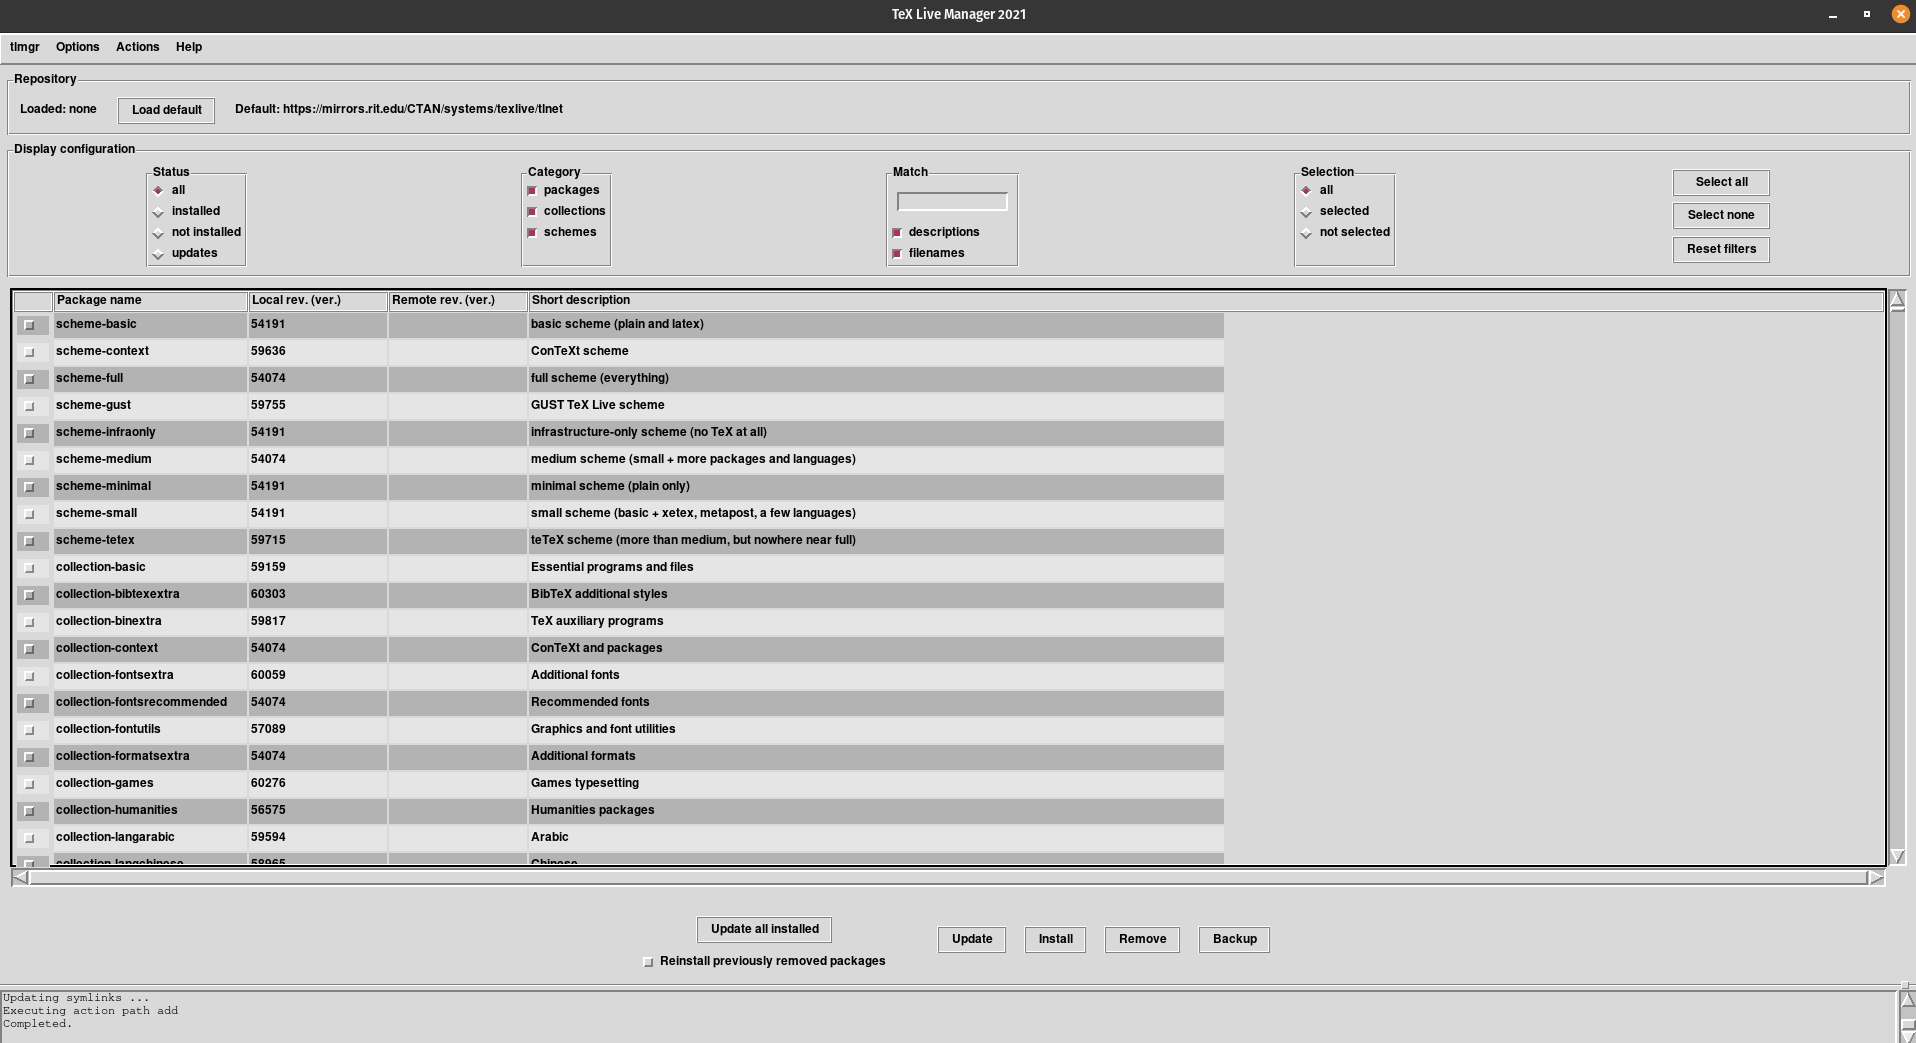 TeX Live Manager 2021
tlmgr Options Actions Help
Repository
Loaded: none Load default Default: https://mirrors.rit.edu/CTAN/systems/texlive/tlnet
Display configuration
Status Category Match Selection
all packages all Select all
installed collections selected Select none
not installed schemes descriptions not selected
updates filenames Reset filters
Package name Local rev. (ver.) Remote rev. (ver.) Short description
scheme-basic 54191 basic scheme (plain and latex)
scheme-context 59636 ConTeXt scheme
scheme-full 54074 full scheme (everything)
scheme-gust 59755 GUST TeX Live scheme
scheme-infraonly 54191 infrastructure-only scheme (no TeX at all)
scheme-medium 54074 medium scheme (small + more packages and languages)
scheme-minimal 54191 minimal scheme (plain only)
scheme-small 54191 small scheme (basic + xetex, metapost, a few languages)
scheme-tetex 59715 teTeX scheme (more than medium, but nowhere near full)
collection-basic 59159 Essential programs and files
collection-bibtexextra 60303 BibTeX additional styles
collection-binextra 59817 TeX auxiliary programs
collection-context 54074 ConTeXt and packages
collection-fontsextra 60059 Additional fonts
collection-fontsrecommended 54074 Recommended fonts
collection-fontutils 57089 Graphics and font utilities
collection-formatsextra 54074 Additional formats
collection-games 60276 Games typesetting
collection-humanities 56575 Humanities packages
collection-langarabic 59594 Arabic
collection-langchinese 58965 Chinese
Update all installed Update Install Remove Backup
Reinstall previously removed packages
Updating symlinks ...
Executing action path add
Completed.